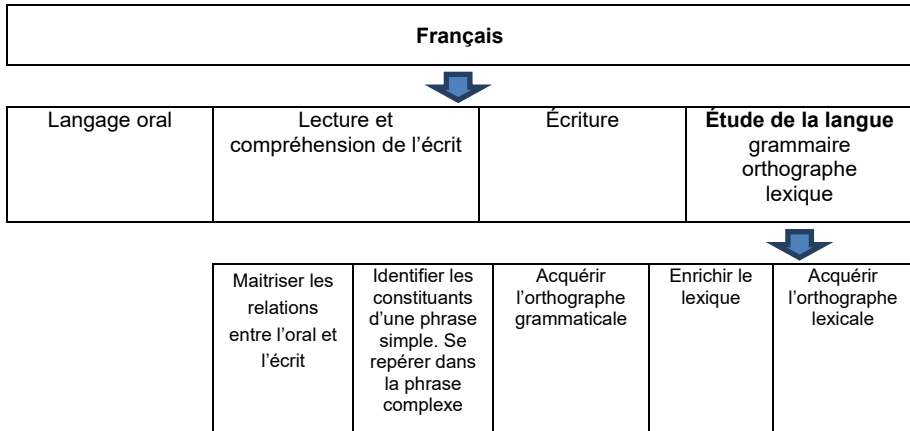 Français
Langage oral
Lecture et
compréhension de l'écrit
Écriture
Étude de la langue
grammaire
orthographe
lexique
Maitriser les
relations
entre l'oral et
l'écrit
Identifier les
constituants
d'une phrase
simple. Se
repérer dans
la phrase
complexe
Acquérir
l'orthographe
grammaticale
Enrichir le
lexique
Acquérir
l'orthographe
lexicale